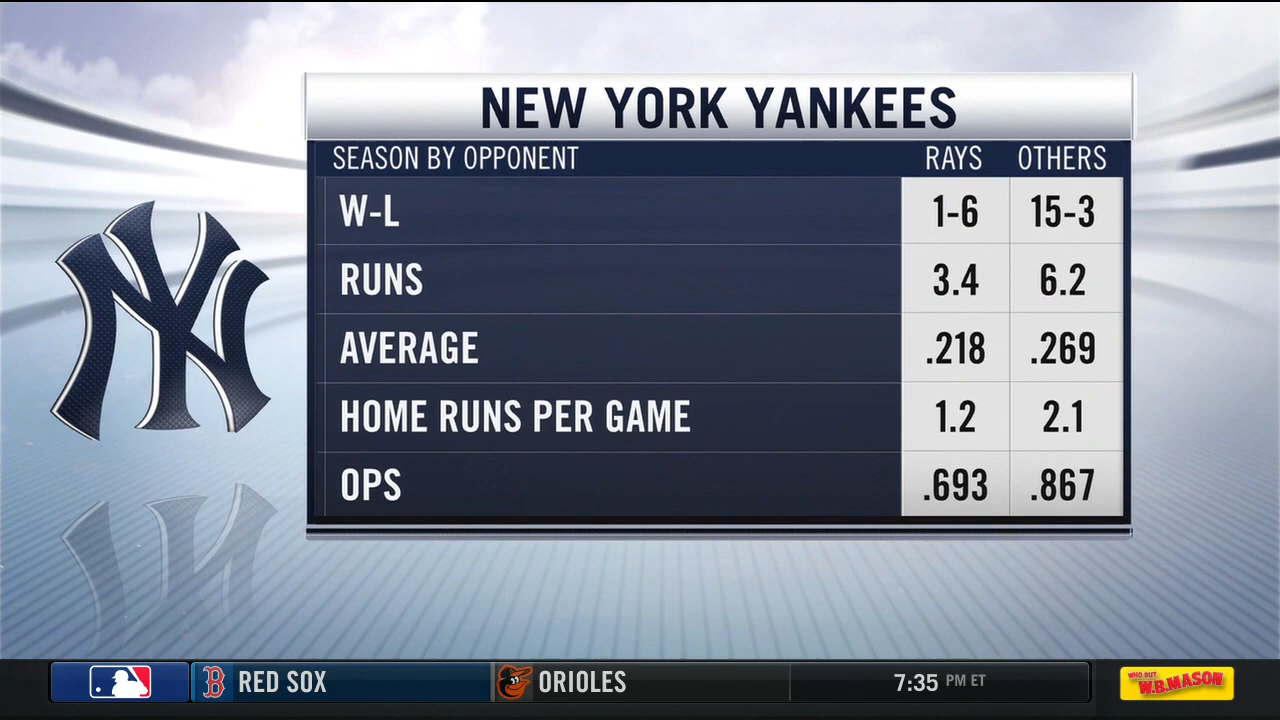 NEW YORK YANKEES
SEASON BY OPPONENT RAYS OTHERS
W-L 1-6 15-3
RUNS 3.4 6.2
AVERAGE .218 .269
HOME RUNS PER GAME 1.2 2.1
OPS .693 .867
RED SOX ORIOLES 7:35 PM ET
WHO BUT
W.B. MASON